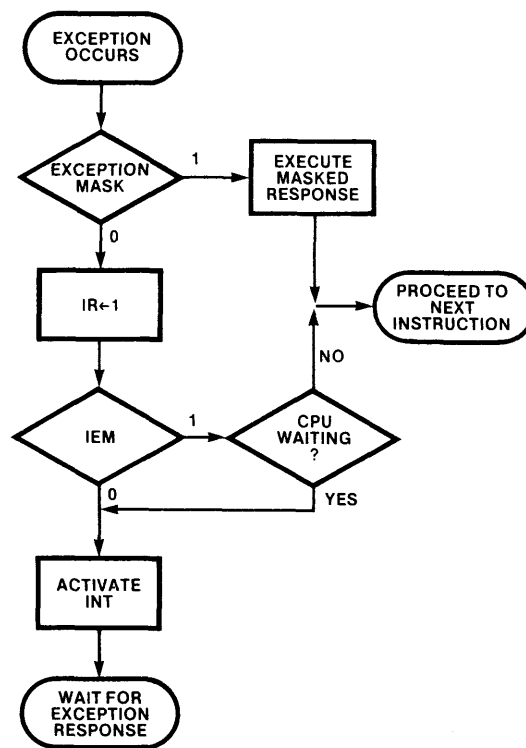 EXCEPTION
OCCURS
EXCEPTION
MASK
1
EXECUTE
MASKED
RESPONSE
0
IR←1
PROCEED TO
NEXT
INSTRUCTION
NO
IEM
1
CPU
WAITING
?
0
YES
ACTIVATE
INT
WAIT FOR
EXCEPTION
RESPONSE